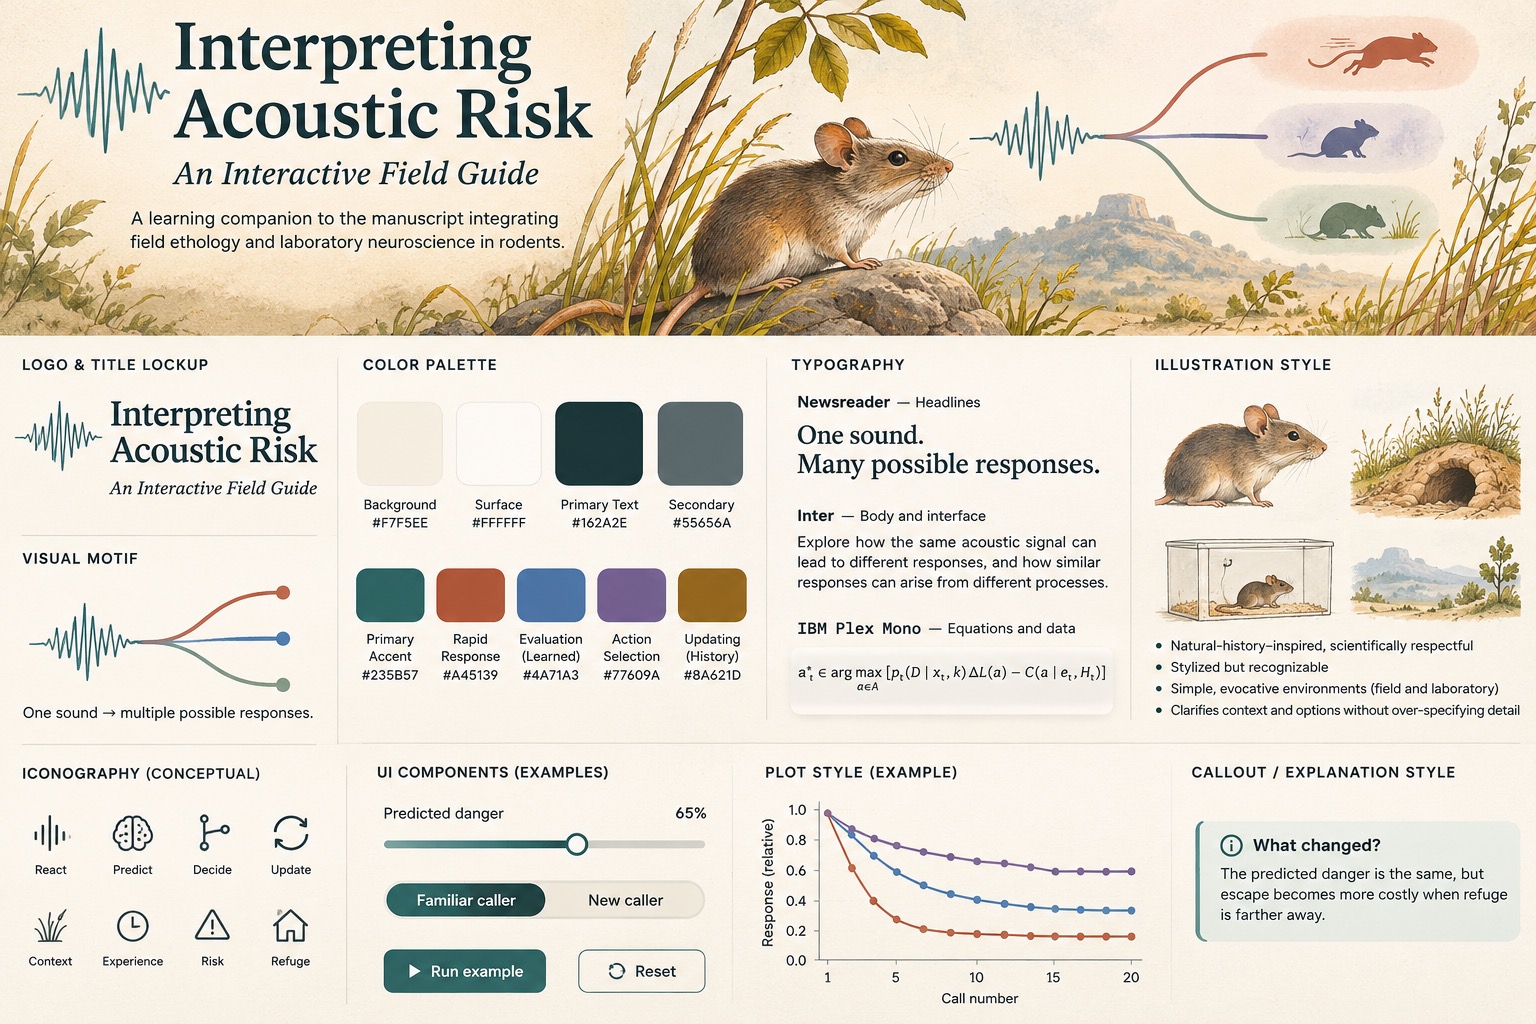 Interpreting
Acoustic Risk
An Interactive Field Guide
A learning companion to the manuscript integrating
field ethology and laboratory neuroscience in rodents.
LOGO & TITLE LOCKUP
Interpreting
Acoustic Risk
An Interactive Field Guide
VISUAL MOTIF
One sound → multiple possible responses.
COLOR PALETTE
Background
#F7F5EE
Surface
#FFFFFF
Primary Text
#162A2E
Secondary
#55656A
Primary
Accent
#235B57
Rapid
Response
#A45139
Evaluation
(Learned)
#4A71A3
Action
Selection
#77609A
Updating
(History)
#8A621D
TYPOGRAPHY
Newsreader — Headlines
One sound.
Many possible responses.
Inter — Body and interface
Explore how the same acoustic signal can
lead to different responses, and how similar
responses can arise from different processes.
IBM Plex Mono — Equations and data
a*t ∈ arg max [pt(D | xt, k) ΔL(a) − C(a | et, Ht)]
a∈A
ILLUSTRATION STYLE
• Natural-history–inspired, scientifically respectful
• Stylized but recognizable
• Simple, evocative environments (field and laboratory)
• Clarifies context and options without over-specifying detail
ICONOGRAPHY (CONCEPTUAL)
React
Predict
Decide
Update
Context
Experience
Risk
Refuge
UI COMPONENTS (EXAMPLES)
Predicted danger 65%
Familiar caller
New caller
Run example
Reset
PLOT STYLE (EXAMPLE)
Response (relative)
1.0
0.8
0.6
0.4
0.2
0.0
1 5 10 15 20
Call number
CALLOUT / EXPLANATION STYLE
What changed?
The predicted danger is the same, but
escape becomes more costly when refuge
is farther away.